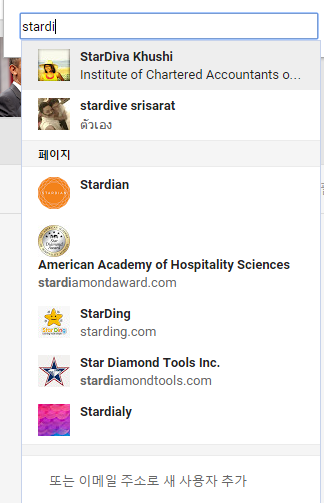 stardi
StarDiva Khushi
Institute of Chartered Accountants o...
stardive srisarat
ตัวเอง
페이지
STARDIAN
Stardian
American Academy of Hospitality Sciences
stardiamondaward.com
StarDing
StarDing
starding.com
Star Diamond Tools Inc.
stardiamondtools.com
Stardialy
또는 이메일 주소로 새 사용자 추가